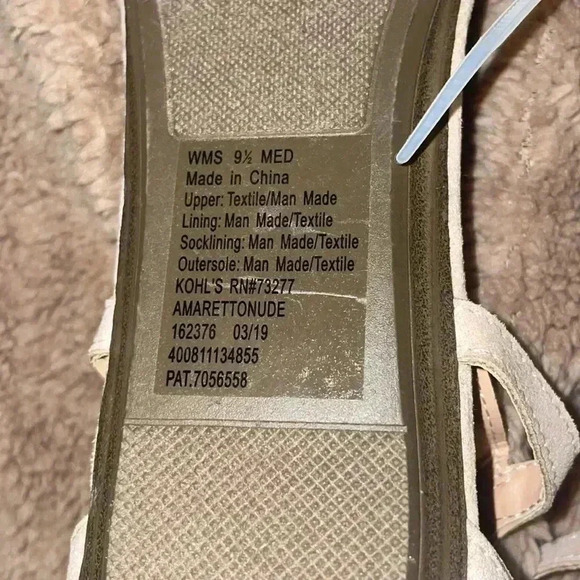 WMS 9½ MED
Made in China
Upper: Textile/Man Made
Lining: Man Made/Textile
Socklining: Man Made/Textile
Outersole: Man Made/Textile
KOHL'S RN#73277
AMARETTONUDE
162376 03/19
400811134855
PAT.7056558